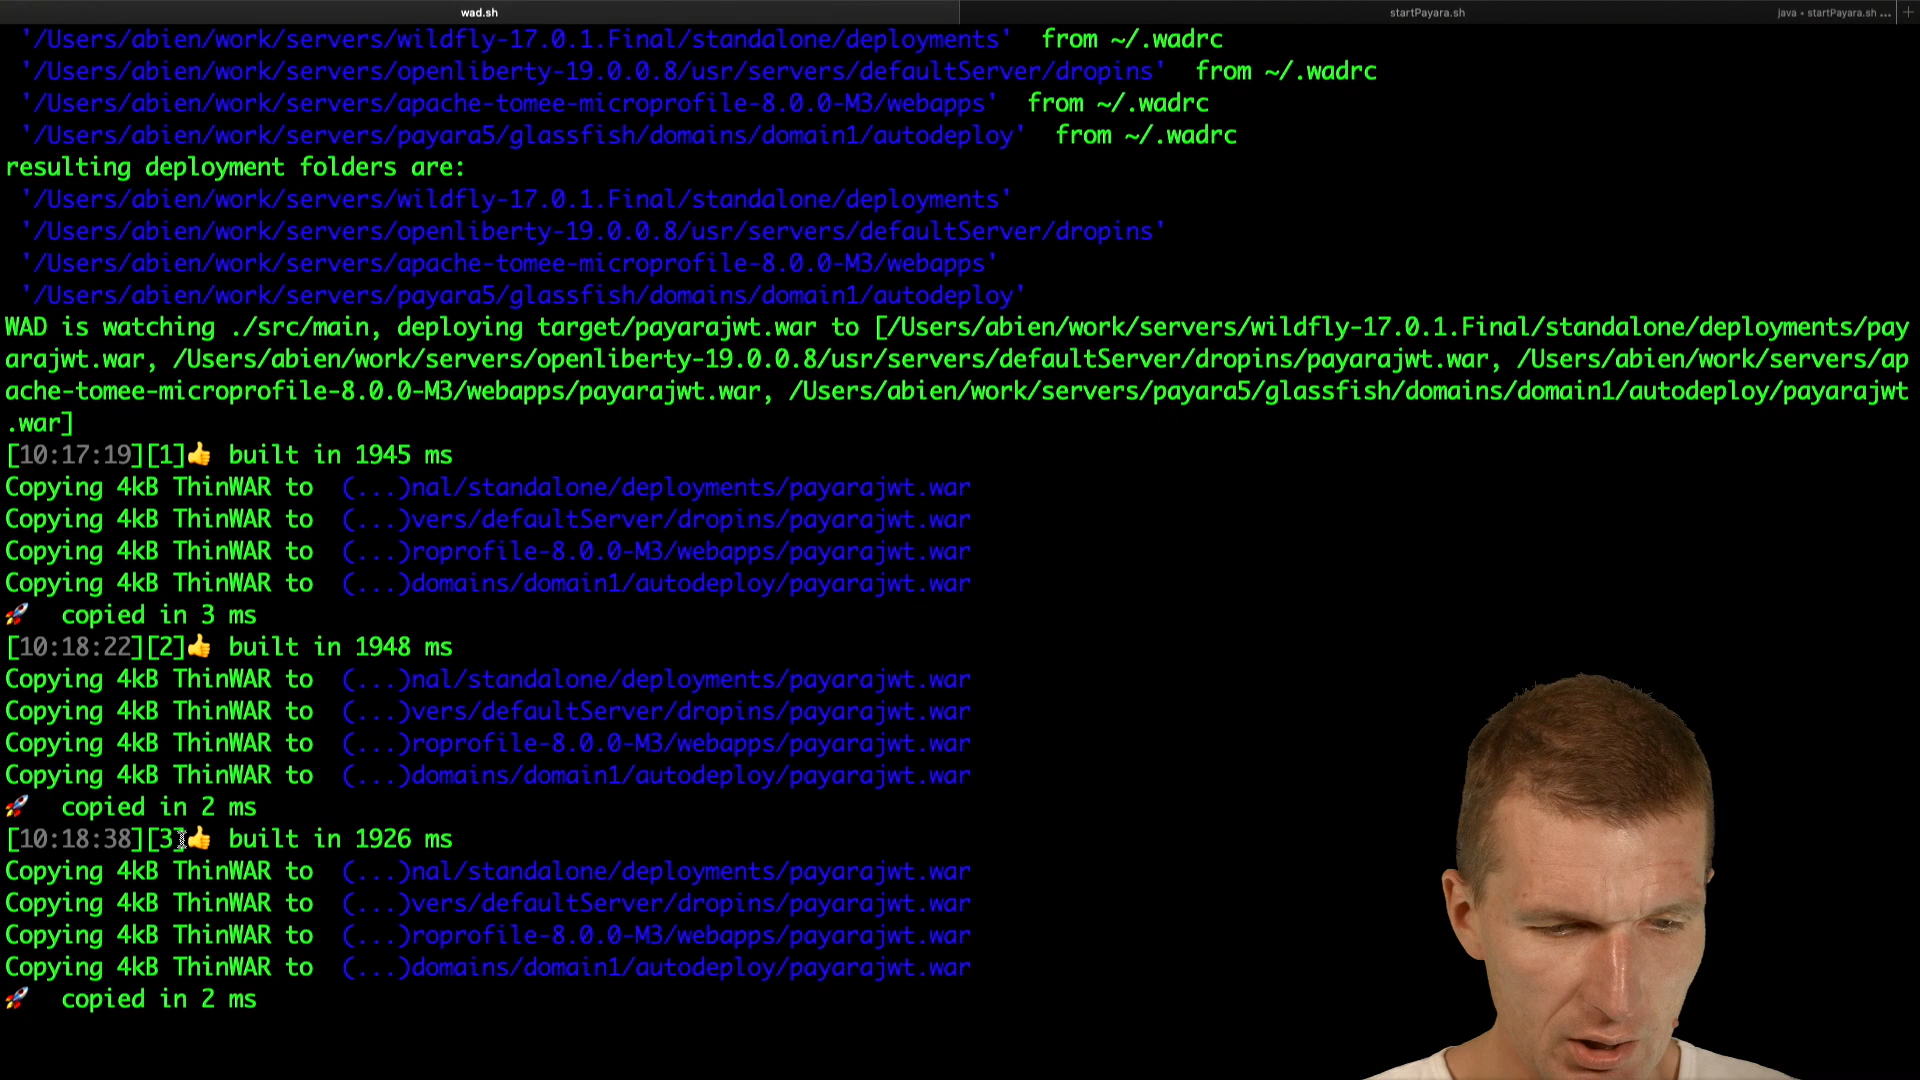 wad.sh
startPayara.sh
java • startPayara.sh ...
'/Users/abien/work/servers/wildfly-17.0.1.Final/standalone/deployments' from ~/.wadrc
'/Users/abien/work/servers/openliberty-19.0.0.8/usr/servers/defaultServer/dropins' from ~/.wadrc
'/Users/abien/work/servers/apache-tomee-microprofile-8.0.0-M3/webapps' from ~/.wadrc
'/Users/abien/work/servers/payara5/glassfish/domains/domain1/autodeploy' from ~/.wadrc
resulting deployment folders are:
'/Users/abien/work/servers/wildfly-17.0.1.Final/standalone/deployments'
'/Users/abien/work/servers/openliberty-19.0.0.8/usr/servers/defaultServer/dropins'
'/Users/abien/work/servers/apache-tomee-microprofile-8.0.0-M3/webapps'
'/Users/abien/work/servers/payara5/glassfish/domains/domain1/autodeploy'
WAD is watching ./src/main, deploying target/payarajwt.war to [/Users/abien/work/servers/wildfly-17.0.1.Final/standalone/deployments/pay
arajwt.war, /Users/abien/work/servers/openliberty-19.0.0.8/usr/servers/defaultServer/dropins/payarajwt.war, /Users/abien/work/servers/ap
ache-tomee-microprofile-8.0.0-M3/webapps/payarajwt.war, /Users/abien/work/servers/payara5/glassfish/domains/domain1/autodeploy/payarajwt
.war]
[10:17:19][1]👍 built in 1945 ms
Copying 4kB ThinWAR to (...)nal/standalone/deployments/payarajwt.war
Copying 4kB ThinWAR to (...)vers/defaultServer/dropins/payarajwt.war
Copying 4kB ThinWAR to (...)roprofile-8.0.0-M3/webapps/payarajwt.war
Copying 4kB ThinWAR to (...)domains/domain1/autodeploy/payarajwt.war
🚀 copied in 3 ms
[10:18:22][2]👍 built in 1948 ms
Copying 4kB ThinWAR to (...)nal/standalone/deployments/payarajwt.war
Copying 4kB ThinWAR to (...)vers/defaultServer/dropins/payarajwt.war
Copying 4kB ThinWAR to (...)roprofile-8.0.0-M3/webapps/payarajwt.war
Copying 4kB ThinWAR to (...)domains/domain1/autodeploy/payarajwt.war
🚀 copied in 2 ms
[10:18:38][3]👍 built in 1926 ms
Copying 4kB ThinWAR to (...)nal/standalone/deployments/payarajwt.war
Copying 4kB ThinWAR to (...)vers/defaultServer/dropins/payarajwt.war
Copying 4kB ThinWAR to (...)roprofile-8.0.0-M3/webapps/payarajwt.war
Copying 4kB ThinWAR to (...)domains/domain1/autodeploy/payarajwt.war
🚀 copied in 2 ms